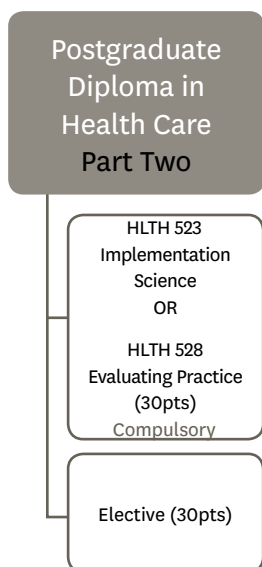 Postgraduate
Diploma in
Health Care
Part Two
HLTH 523
Implementation
Science
OR
HLTH 528
Evaluating Practice
(30pts)
Compulsory
Elective (30pts)